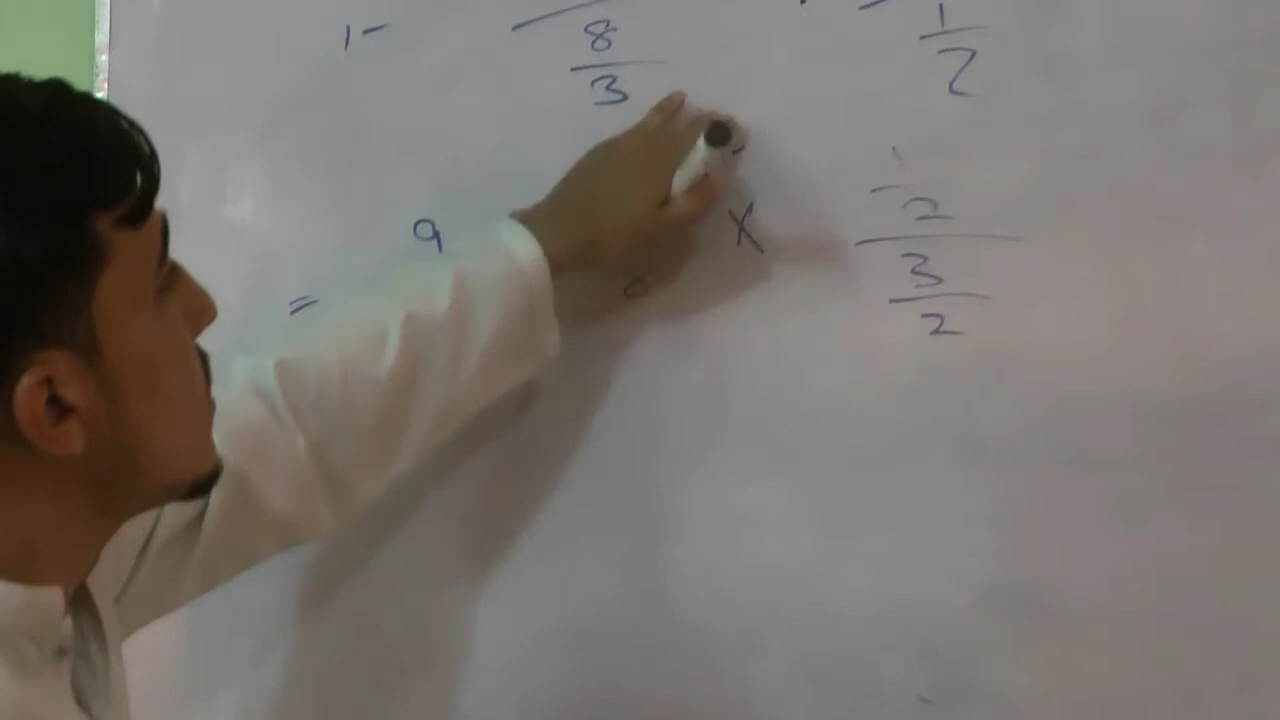 1- 8/3 1/2
= 9 × 2/(3/2)